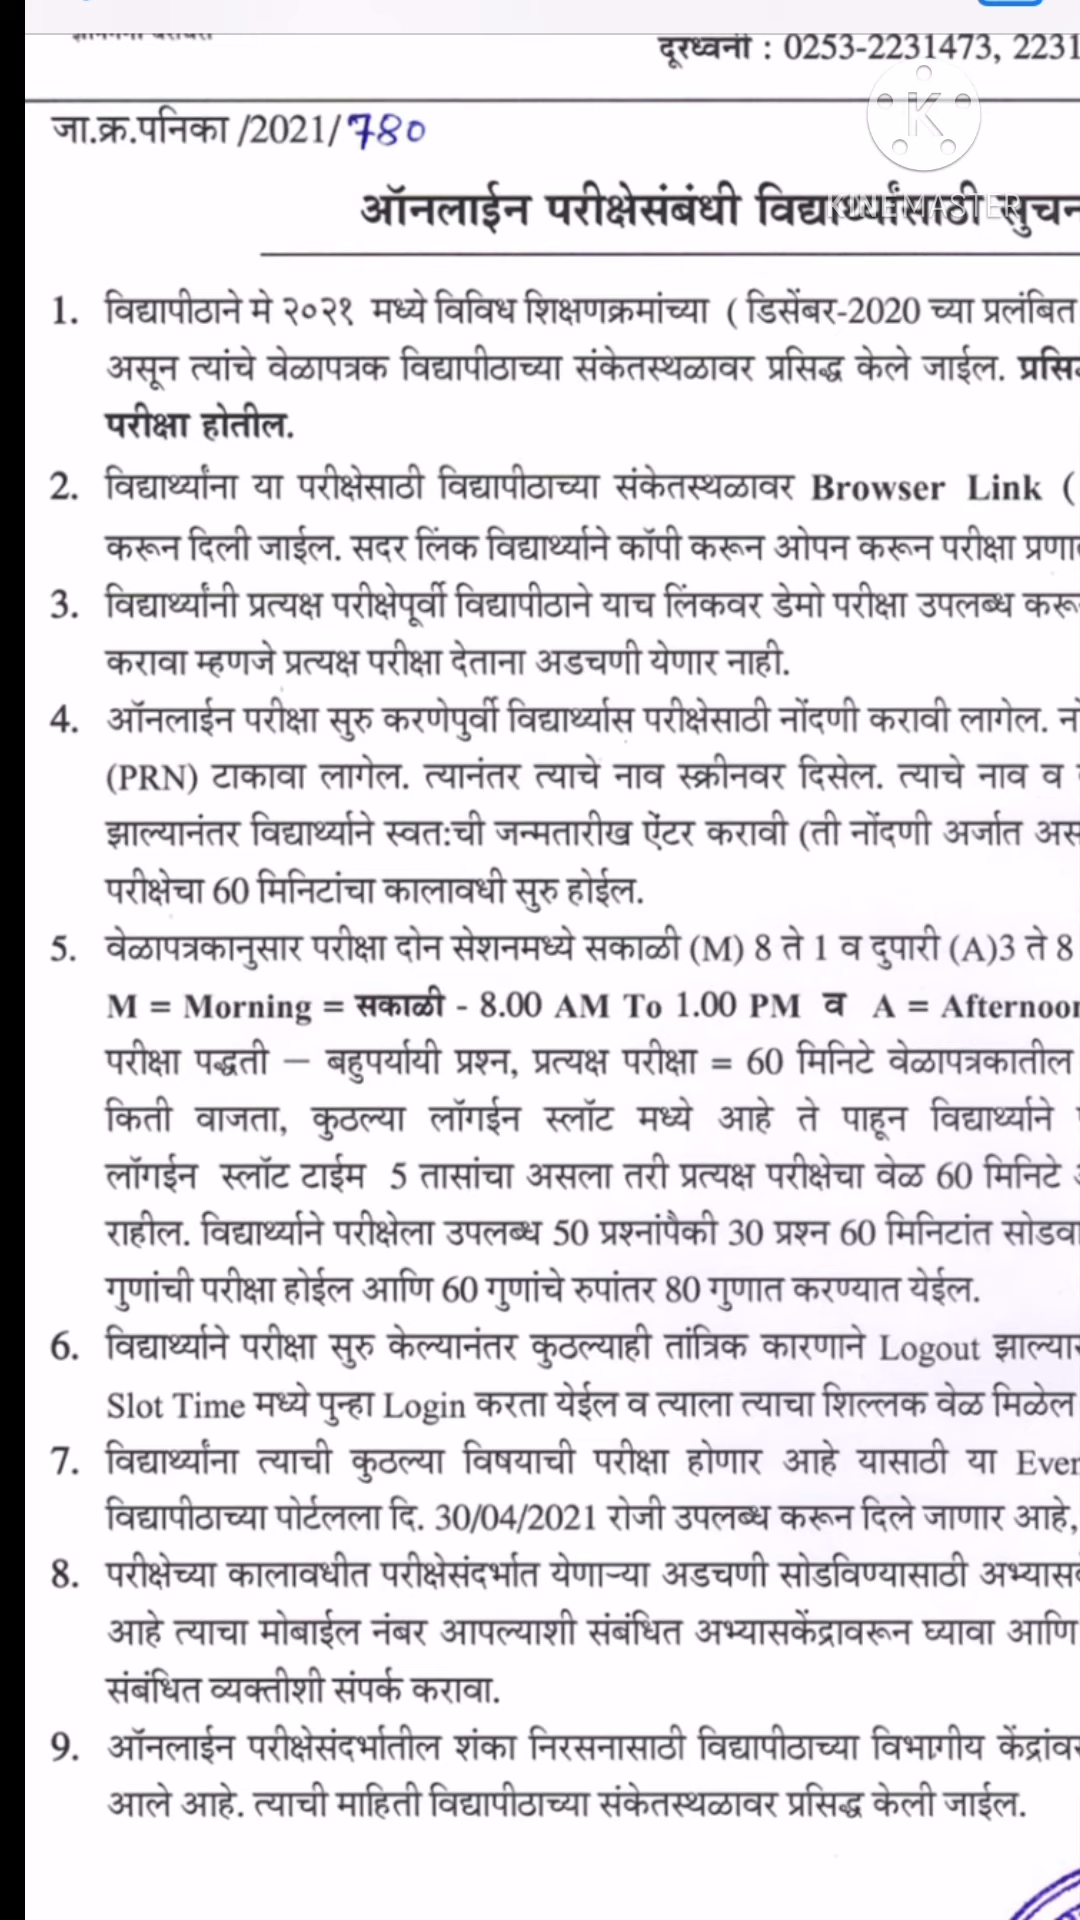 दूरध्वनी : 0253-2231473, 2231
जा.क्र.पनिका /2021/780
K
KINEMASTER
ऑनलाईन परीक्षेसंबंधी विद्यार्थ्यांसाठी
1. विद्यापीठाने मे २०२१ मध्ये विविध शिक्षणक्रमांच्या ( डिसेंबर-2020 च्या प्रलंबित
असून त्यांचे वेळापत्रक विद्यापीठाच्या संकेतस्थळावर प्रसिद्ध केले जाईल.
परीक्षा होतील.
2. विद्यार्थ्यांना या परीक्षेसाठी विद्यापीठाच्या संकेतस्थळावर Browser Link (
करून दिली जाईल. सदर लिंक विद्यार्थ्याने कॉपी करून ओपन करून परीक्षा
3. विद्यार्थ्यांनी प्रत्यक्ष परीक्षेपूर्वी विद्यापीठाने याच लिंकवर डेमो परीक्षा उपलब्ध
करावा म्हणजे प्रत्यक्ष परीक्षा देताना अडचणी येणार नाही.
4. ऑनलाईन परीक्षा सुरु करणेपुर्वी विद्यार्थ्यास परीक्षेसाठी नोंदणी करावी लागेल.
(PRN) टाकावा लागेल. त्यानंतर त्याचे नाव स्क्रीनवर दिसेल. त्याचे नाव व
झाल्यानंतर विद्यार्थ्याने स्वत:ची जन्मतारीख ऐंटर करावी (ती नोंदणी अर्जात
परीक्षेचा 60 मिनिटांचा कालावधी सुरु होईल.
5. वेळापत्रकानुसार परीक्षा दोन सेशनमध्ये सकाळी (M) 8 ते 1 व दुपारी (A)3 ते 8
M = Morning = सकाळी - 8.00 AM To 1.00 PM व A = Afternoon
परीक्षा पद्धती – बहुपर्यायी प्रश्न, प्रत्यक्ष परीक्षा = 60 मिनिटे वेळापत्रकातील
किती वाजता, कुठल्या लॉगईन स्लॉट मध्ये आहे ते पाहून विद्यार्थ्याने
लॉगईन स्लॉट टाईम 5 तासांचा असला तरी प्रत्यक्ष परीक्षेचा वेळ 60 मिनिटे
राहील. विद्यार्थ्याने परीक्षेला उपलब्ध 50 प्रश्नांपैकी 30 प्रश्न 60 मिनिटांत
गुणांची परीक्षा होईल आणि 60 गुणांचे रुपांतर 80 गुणात करण्यात येईल.
6. विद्यार्थ्याने परीक्षा सुरु केल्यानंतर कुठल्याही तांत्रिक कारणाने Logout
Slot Time मध्ये पुन्हा Login करता येईल व त्याला त्याचा शिल्लक वेळ मिळेल
7. विद्यार्थ्यांना त्याची कुठल्या विषयाची परीक्षा होणार आहे यासाठी या
विद्यापीठाच्या पोर्टलला दि. 30/04/2021 रोजी उपलब्ध करून दिले जाणार आहे,
8. परीक्षेच्या कालावधीत परीक्षेसंदर्भात येणाऱ्या अडचणी सोडविण्यासाठी
आहे त्याचा मोबाईल नंबर आपल्याशी संबंधित अभ्यासकेंद्रावरून घ्यावा आणि
संबंधित व्यक्तीशी संपर्क करावा.
9. ऑनलाईन परीक्षेसंदर्भातील शंका निरसनासाठी विद्यापीठाच्या विभागीय
आले आहे. त्याची माहिती विद्यापीठाच्या संकेतस्थळावर प्रसिद्ध केली जाईल.